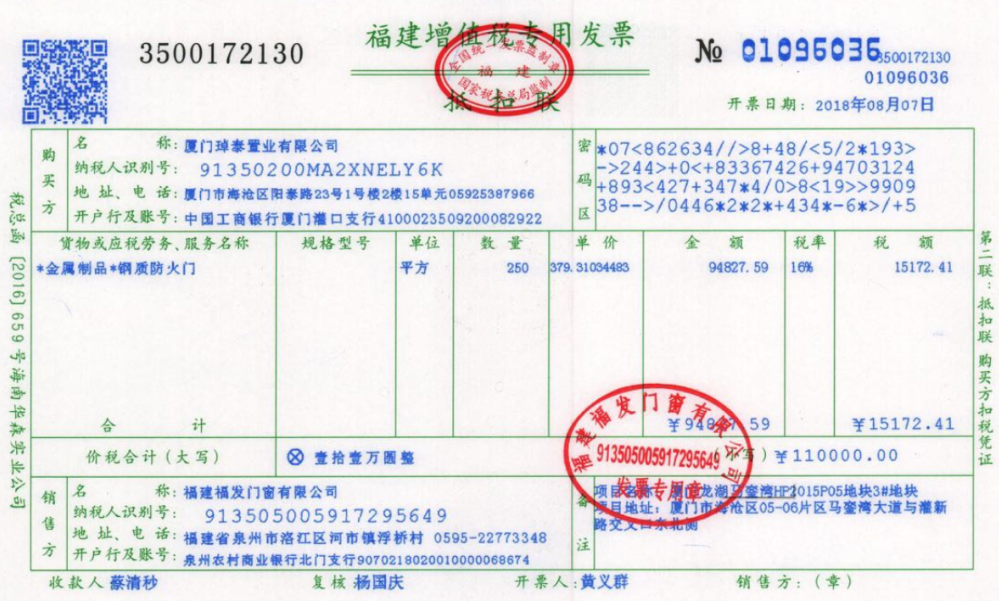 福建增值税专用发票
3500172130
№ 01096036
3500172130
01096036
抵扣联
开票日期：2018年08月07日
全国统一发票监制章
福建
国家税务总局监制
税总函〔2016〕659号海南华森实业公司
购买方
名称：厦门琸泰置业有限公司
纳税人识别号：91350200MA2XNELY6K
地址、电话：厦门市海沧区阳泰路23号1号楼2楼15单元05925387966
开户行及账号：中国工商银行厦门灌口支行4100023509200082922
密码区
*07<862634//>8+48/<5/2*193>
->244>+0<+83367426+94703124
+893<427+347*4/0>8<19>>9909
38-->/0446*2*2*+434*-6*>/+5
货物或应税劳务、服务名称 规格型号 单位 数量 单价 金额 税率 税额
*金属制品*钢质防火门 平方 250 379.31034483 94827.59 16% 15172.41
合计 ￥94827.59 ￥15172.41
价税合计（大写） ⊗ 壹拾壹万圆整 （小写）￥110000.00
销售方
名称：福建福发门窗有限公司
纳税人识别号：913505005917295649
地址、电话：福建省泉州市洛江区河市镇浮桥村 0595-22773348
开户行及账号：泉州农村商业银行北门支行9070218020010000068674
备注
项目名称：厦门龙湖马銮湾HP2015P05地块3#地块
项目地址：厦门市海沧区05-06片区马銮湾大道与灌新
路交叉口东北侧
福建福发门窗有限公司
913505005917295649
发票专用章
收款人 蔡清秒 复核 杨国庆 开票人：黄义群 销售方：（章）
第二联：抵扣联 购买方扣税凭证